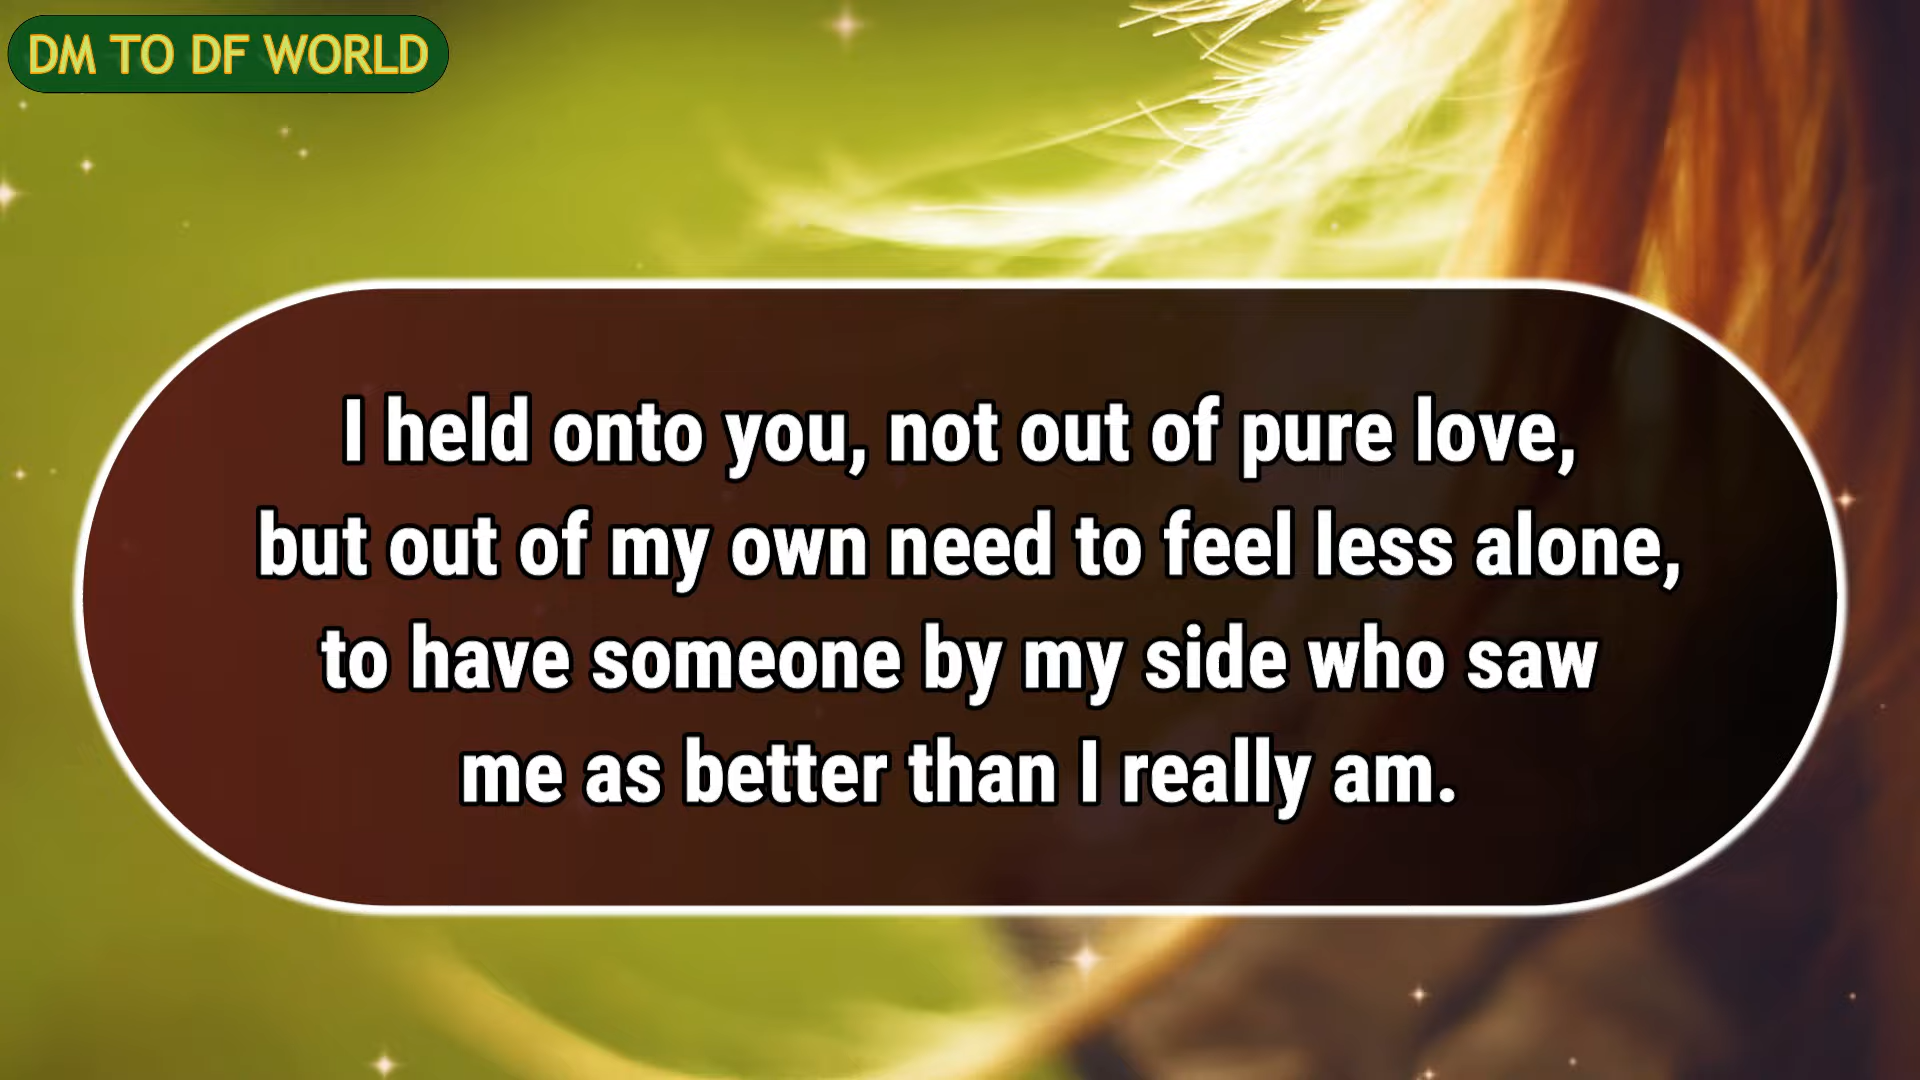 DM TO DF WORLD
I held onto you, not out of pure love,
but out of my own need to feel less alone,
to have someone by my side who saw
me as better than I really am.